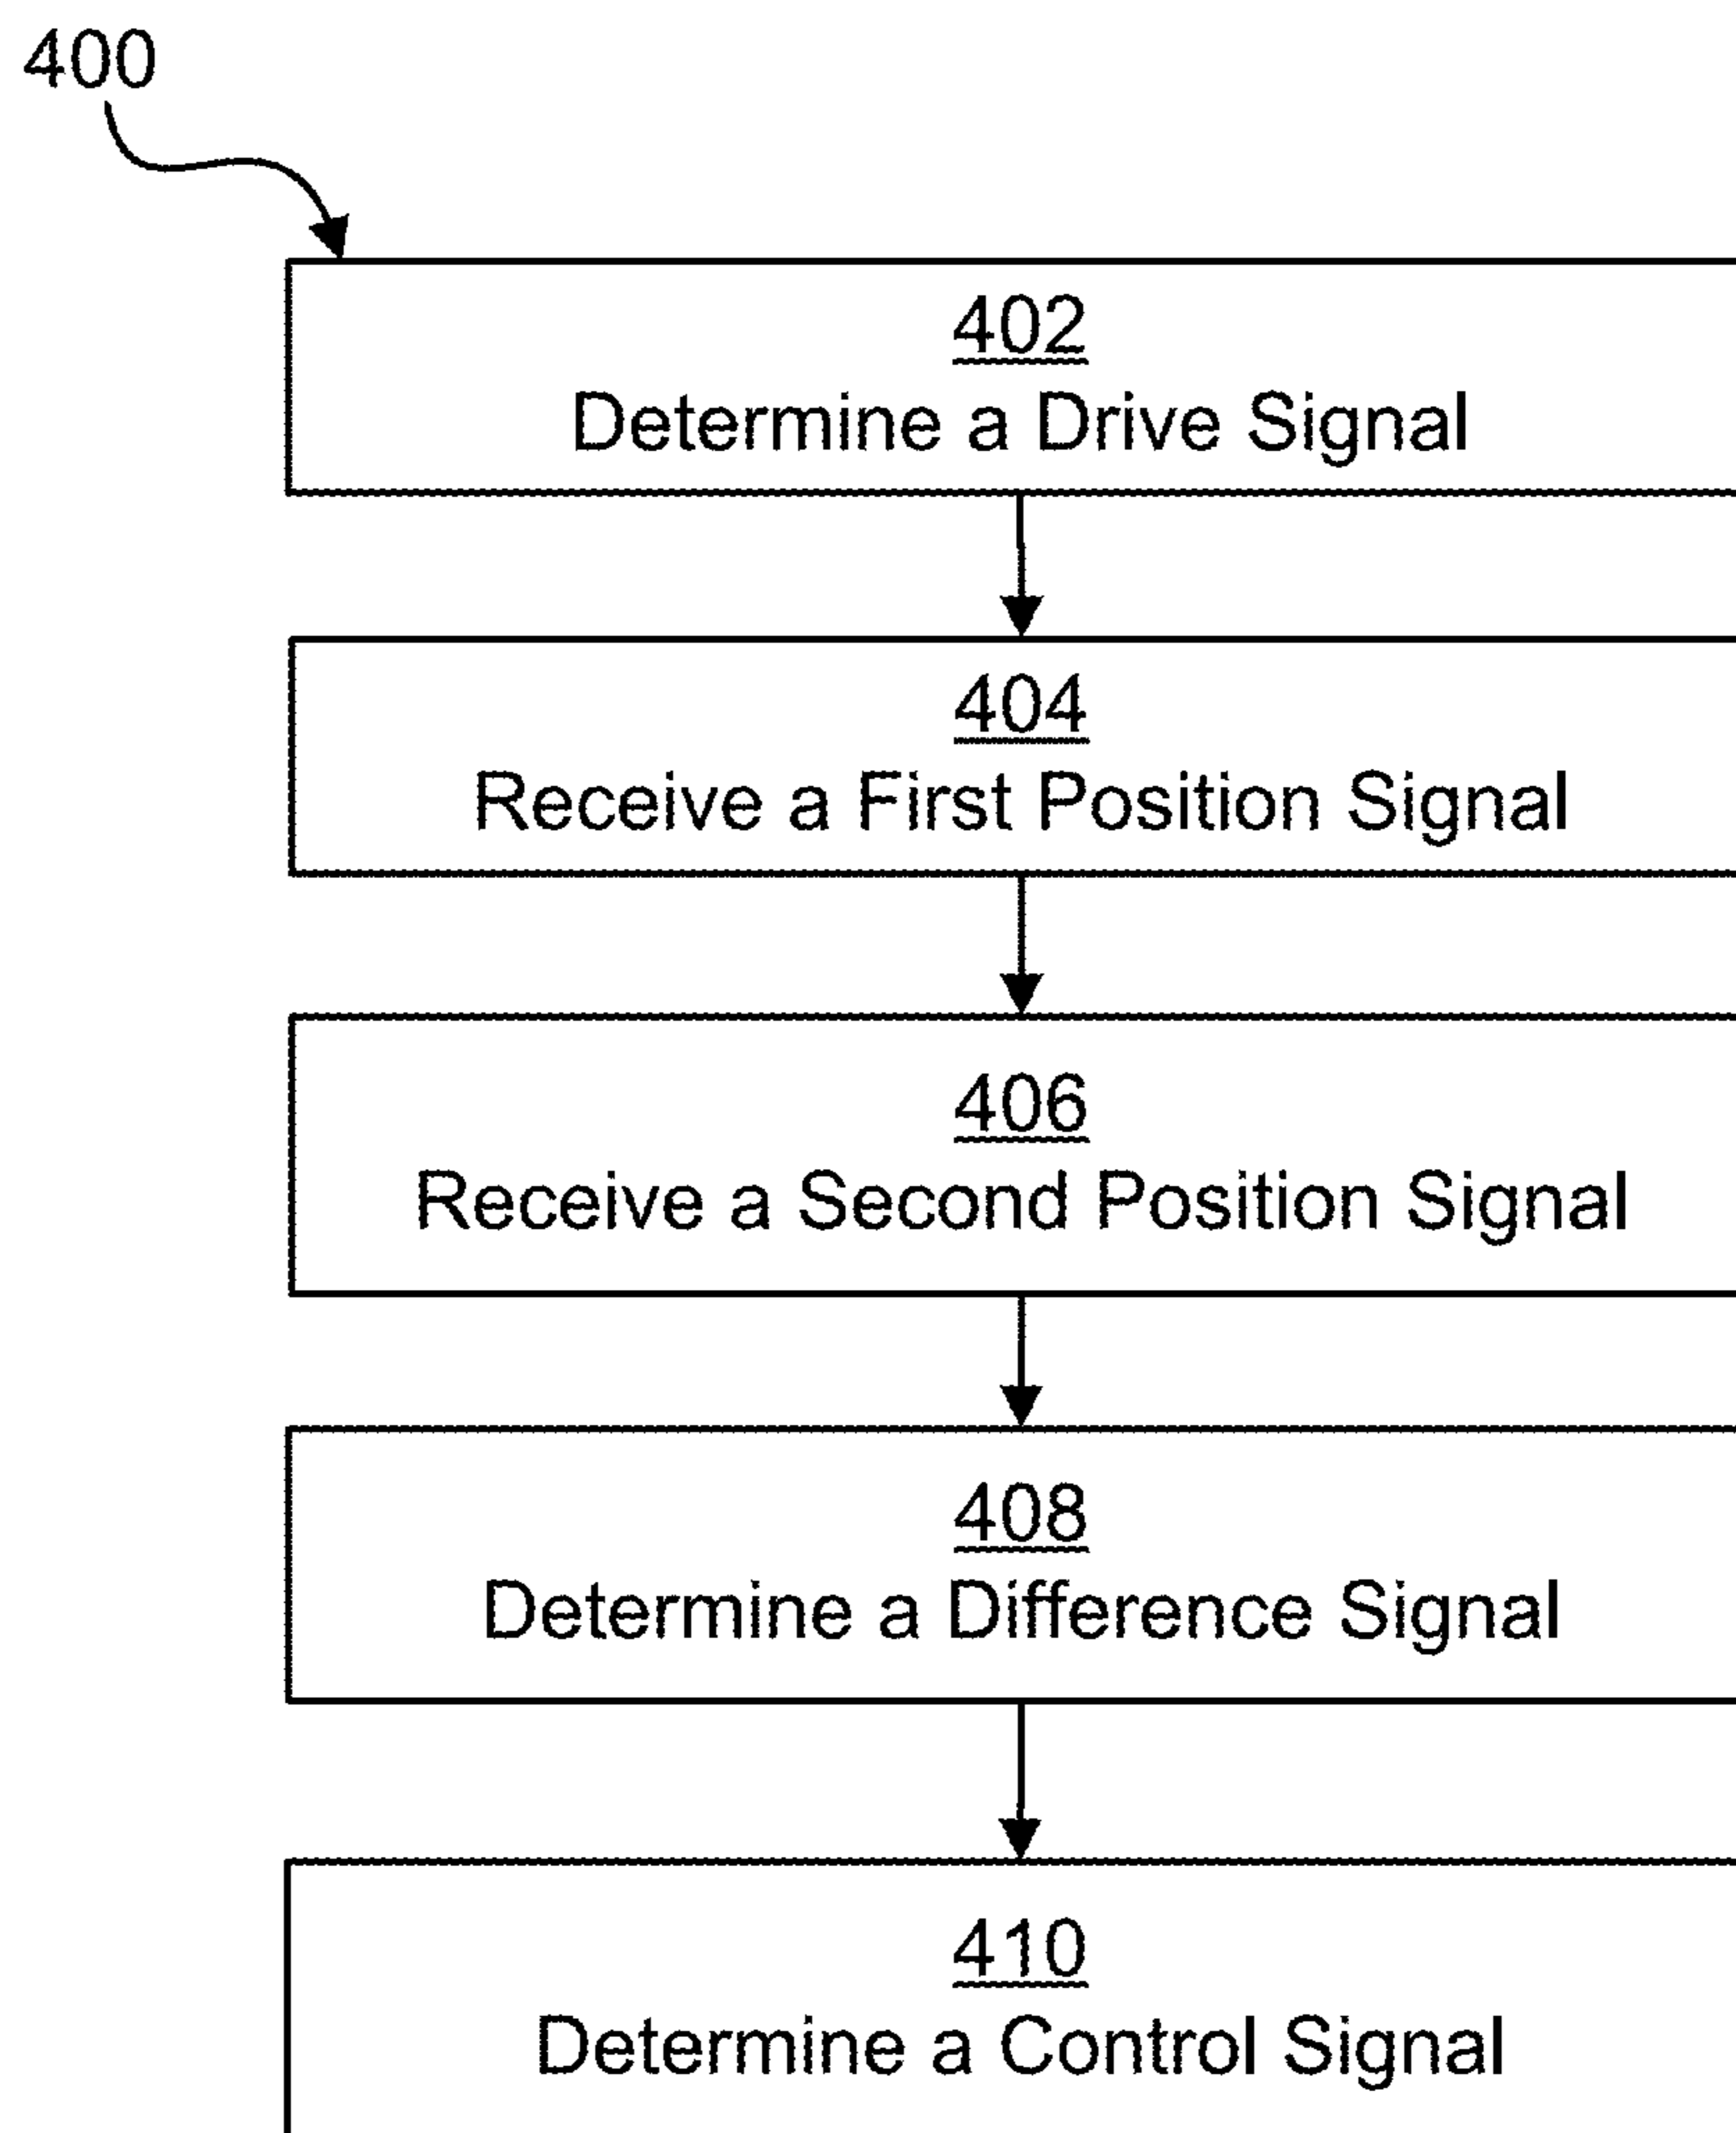 400
402
Determine a Drive Signal
404
Receive a First Position Signal
406
Receive a Second Position Signal
408
Determine a Difference Signal
410
Determine a Control Signal